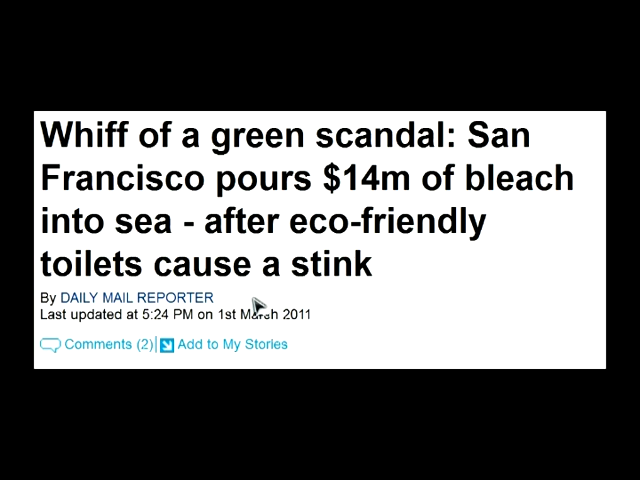 Whiff of a green scandal: San
Francisco pours $14m of bleach
into sea - after eco-friendly
toilets cause a stink
By DAILY MAIL REPORTER
Last updated at 5:24 PM on 1st March 2011
Comments (2) Add to My Stories